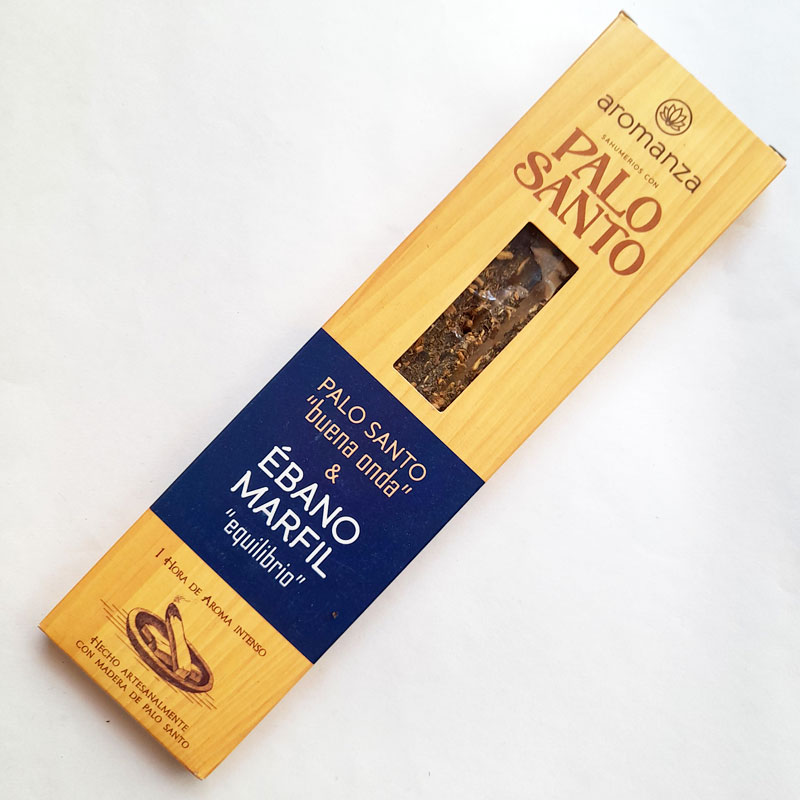 aromanza
SAHUMERIOS CON
PALO
SANTO
PALO SANTO
"buena onda"
&
ÉBANO
MARFIL
"equilibrio"
1 HORA DE AROMA INTENSO
HECHO ARTESANALMENTE
CON MADERA DE PALO SANTO